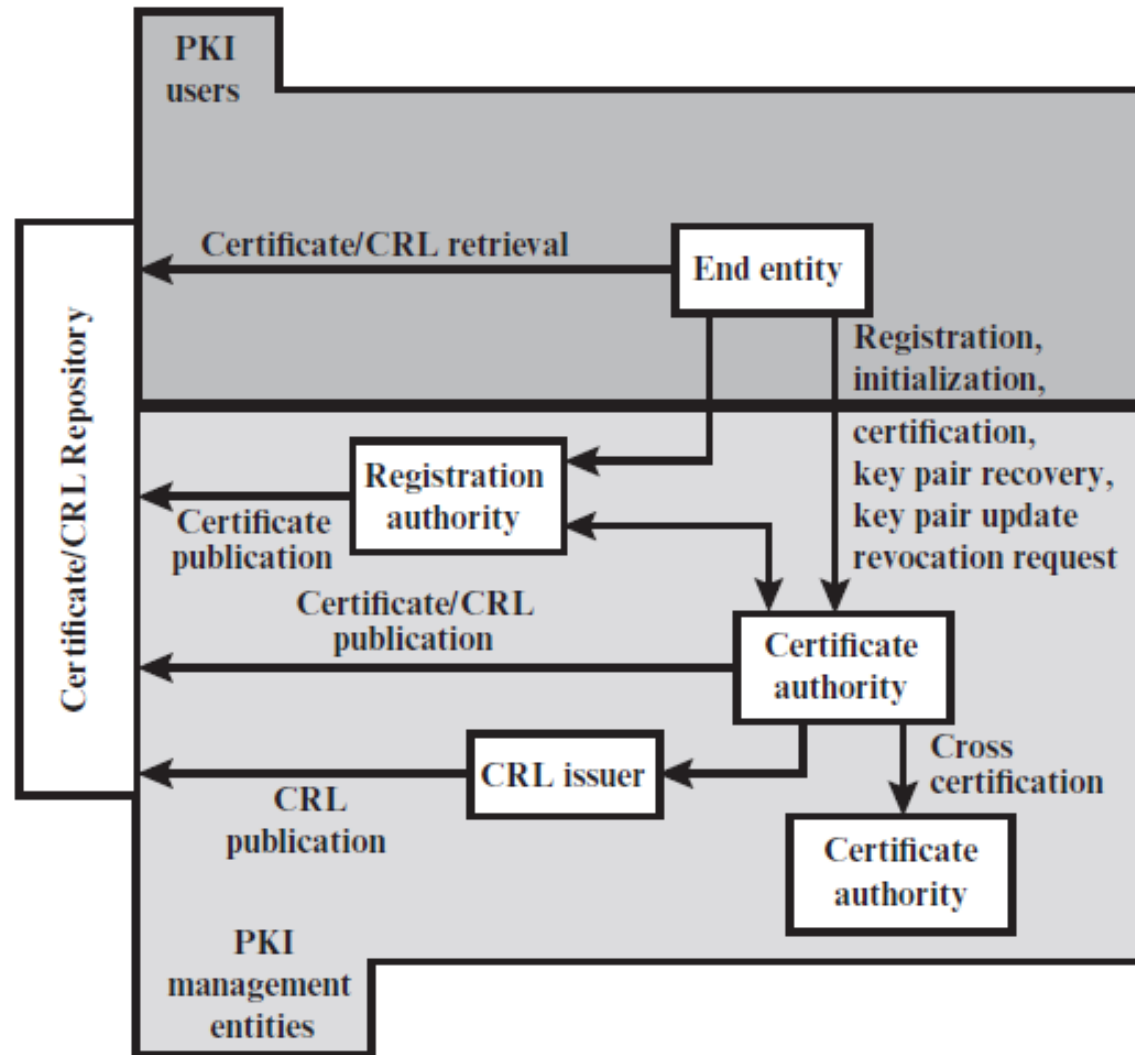 PKI
users
Certificate/CRL Repository
Certificate/CRL retrieval
End entity
Registration,
initialization,
certification,
key pair recovery,
key pair update
revocation request
Registration
authority
Certificate
publication
Certificate/CRL
publication
Certificate
authority
CRL issuer
CRL
publication
Cross
certification
Certificate
authority
PKI
management
entities